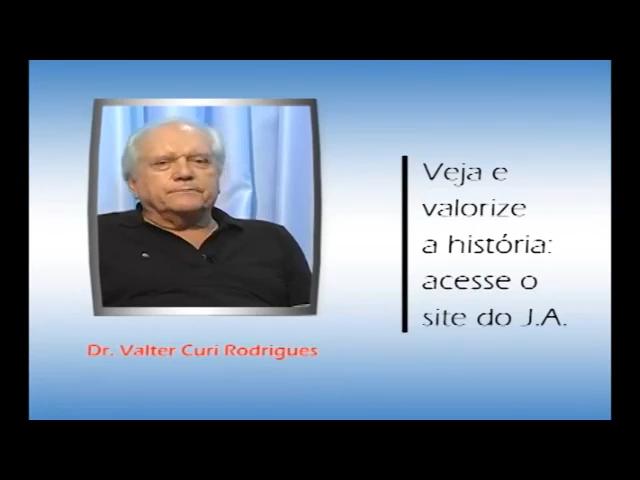 Veja e
valorize
a história:
acesse o
site do J.A.
Dr. Valter Curi Rodrigues